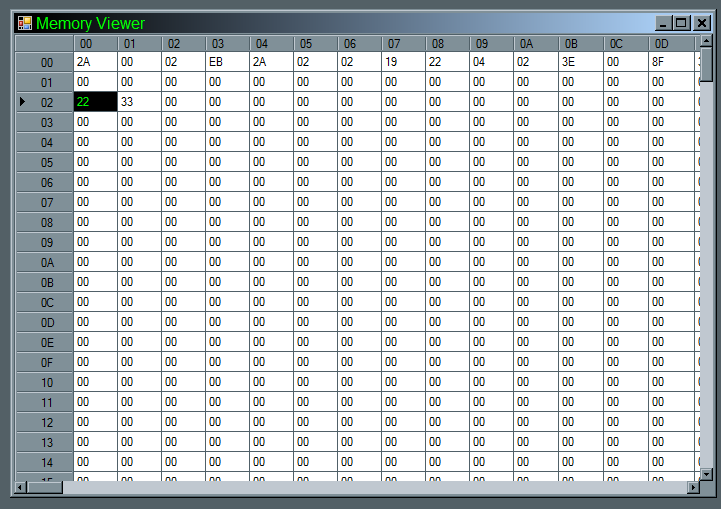 Memory Viewer
00 01 02 03 04 05 06 07 08 09 0A 0B 0C 0D
00 2A 00 02 EB 2A 02 02 19 22 04 02 3E 00 8F
01 00 00 00 00 00 00 00 00 00 00 00 00 00 00
02 22 33 00 00 00 00 00 00 00 00 00 00 00 00
03 00 00 00 00 00 00 00 00 00 00 00 00 00 00
04 00 00 00 00 00 00 00 00 00 00 00 00 00 00
05 00 00 00 00 00 00 00 00 00 00 00 00 00 00
06 00 00 00 00 00 00 00 00 00 00 00 00 00 00
07 00 00 00 00 00 00 00 00 00 00 00 00 00 00
08 00 00 00 00 00 00 00 00 00 00 00 00 00 00
09 00 00 00 00 00 00 00 00 00 00 00 00 00 00
0A 00 00 00 00 00 00 00 00 00 00 00 00 00 00
0B 00 00 00 00 00 00 00 00 00 00 00 00 00 00
0C 00 00 00 00 00 00 00 00 00 00 00 00 00 00
0D 00 00 00 00 00 00 00 00 00 00 00 00 00 00
0E 00 00 00 00 00 00 00 00 00 00 00 00 00 00
0F 00 00 00 00 00 00 00 00 00 00 00 00 00 00
10 00 00 00 00 00 00 00 00 00 00 00 00 00 00
11 00 00 00 00 00 00 00 00 00 00 00 00 00 00
12 00 00 00 00 00 00 00 00 00 00 00 00 00 00
13 00 00 00 00 00 00 00 00 00 00 00 00 00 00
14 00 00 00 00 00 00 00 00 00 00 00 00 00 00